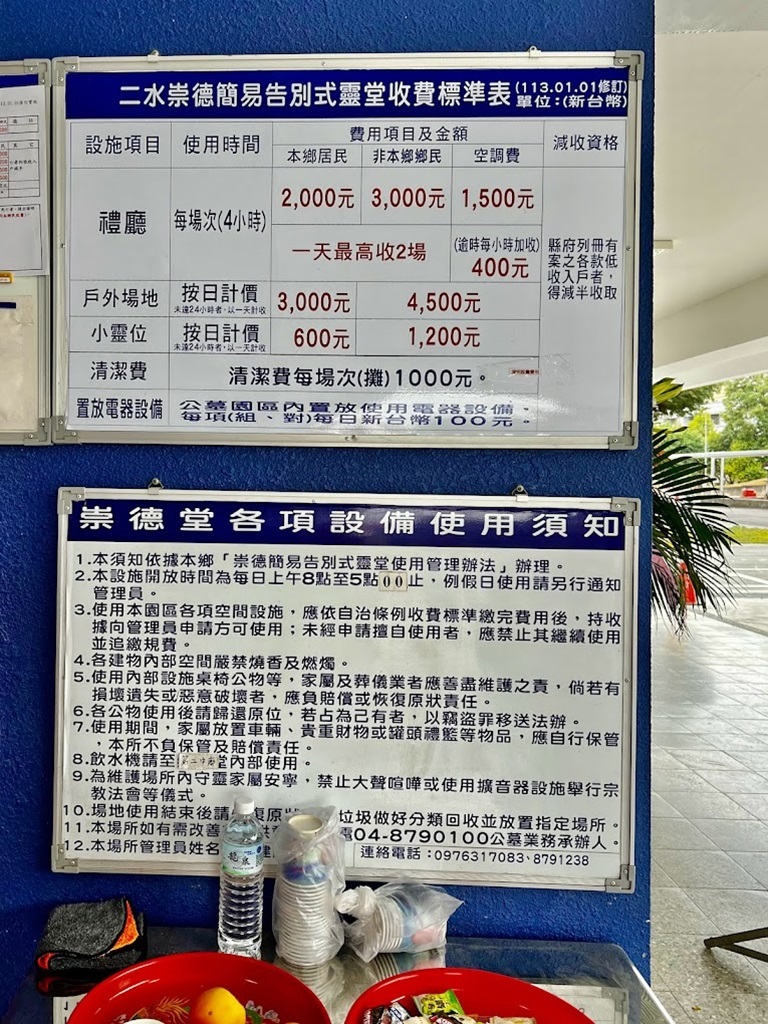 二水崇德簡易告別式靈堂收費標準表 (113.01.01修訂)
單位：(新台幣)
設施項目 使用時間 費用項目及金額 減收資格
本鄉居民 非本鄉鄉民 空調費
禮廳 每場次(4小時) 2,000元 3,000元 1,500元
一天最高收2場 (逾時每小時加收)
400元
縣府列冊有
案之各款低
收入戶者，
得減半收取
戶外場地 按日計價 3,000元 4,500元
未達24小時者，以一天計收
小靈位 按日計價 600元 1,200元
未達24小時者，以一天計收
清潔費 清潔費每場次(攤)1000元。
置放電器設備 公墓園區內置放使用電器設備，
每項(組、對)每日新台幣100元。
崇德堂各項設備使用須知
1.本須知依據本鄉「崇德簡易告別式靈堂使用管理辦法」辦理。
2.本設施開放時間為每日上午8點至5點00止，例假日使用請另行通知
管理員。
3.使用本園區各項空間設施，應依自治條例收費標準繳完費用後，持收
據向管理員申請方可使用；未經申請擅自使用者，應禁止其繼續使用
並追繳規費。
4.各建物內部空間嚴禁燒香及燃燭。
5.使用內部設施桌椅公物等，家屬及葬儀業者應善盡維護之責，倘若有
損壞遺失或惡意破壞者，應負賠償或恢復原狀責任。
6.各公物使用後請歸還原位，若占為己有者，以竊盜罪移送法辦。
7.使用期間，家屬放置車輛、貴重財物或罐頭禮籃等物品，應自行保管
，本所不負保管及賠償責任。
8.飲水機請至堂內部使用。
9.為維護場所內守靈家屬安寧，禁止大聲喧嘩或使用擴音器設施舉行宗
教法會等儀式。
10.場地使用結束後請復原 垃圾做好分類回收並放置指定場所。
11.本場所如有需改善 04-8790100公墓業務承辦人。
12.本場所管理員姓名 建 連絡電話：0976317083、8791238